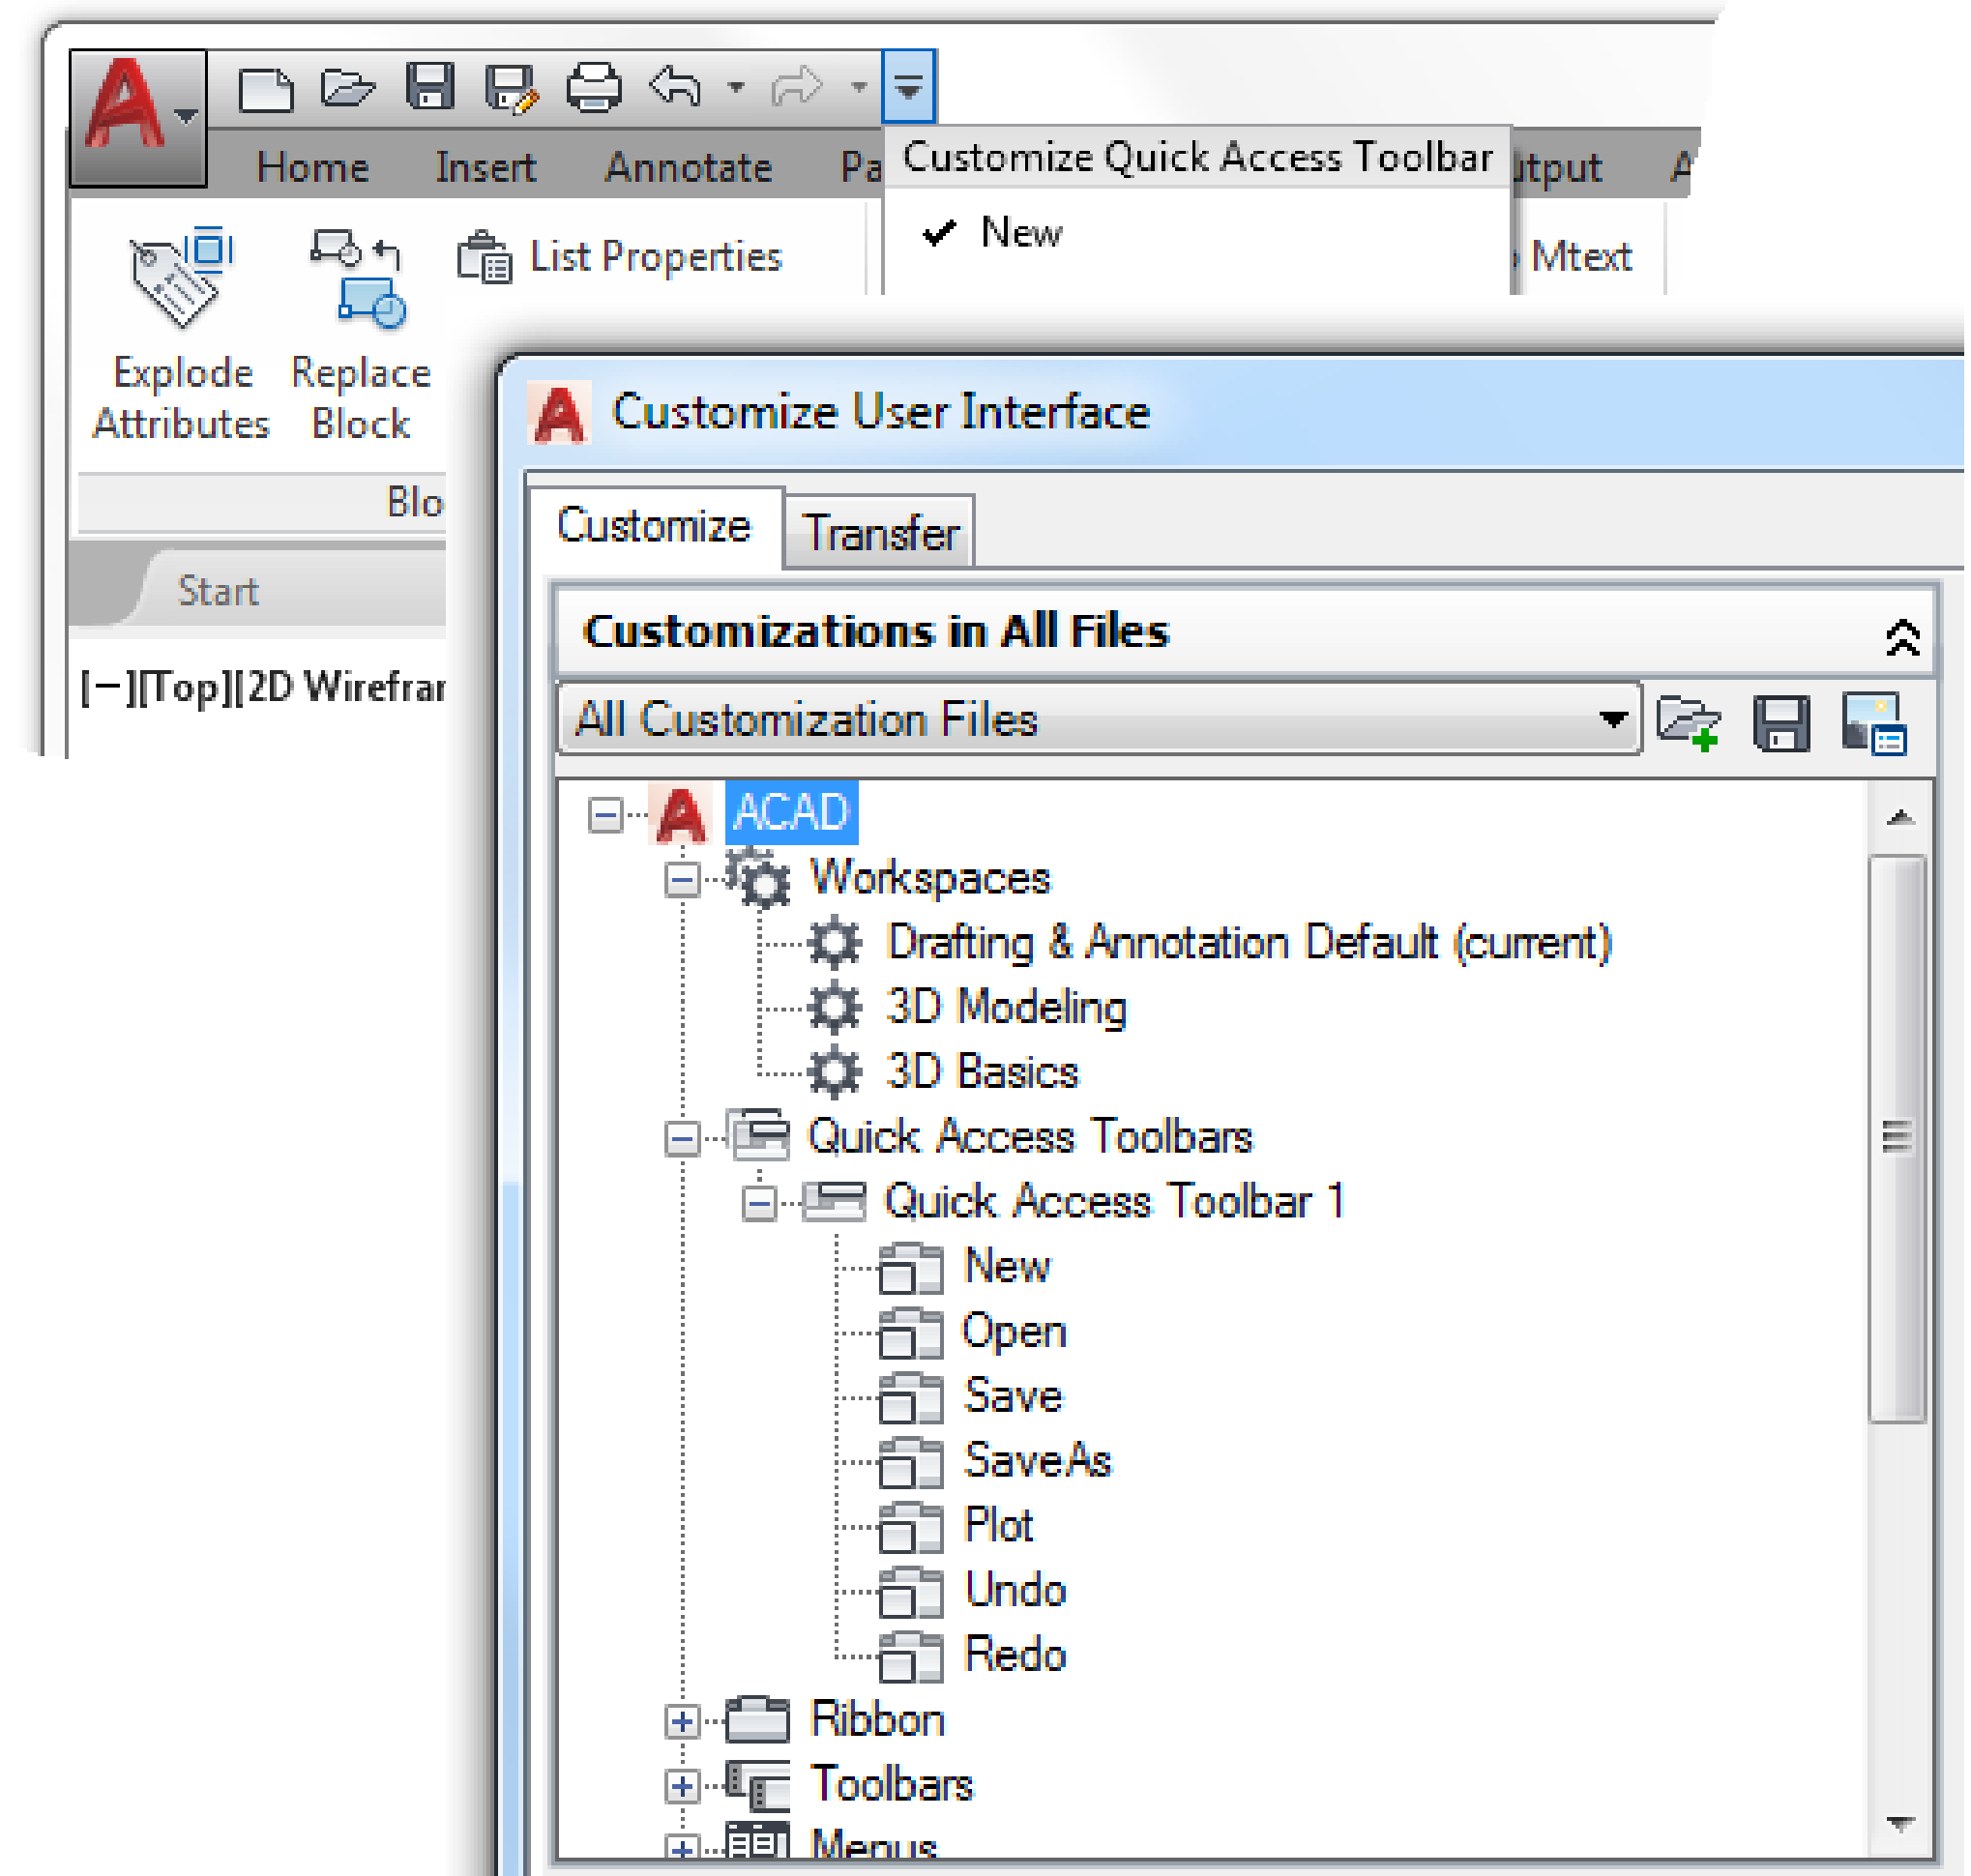 Home Insert Annotate Pa
Customize Quick Access Toolbar
tput A
New
List Properties
Mtext
Explode Attributes
Replace Block
Blo
Start
[−][Top][2D Wirefrar
Customize User Interface
Customize
Transfer
Customizations in All Files
All Customization Files
ACAD
Workspaces
Drafting & Annotation Default (current)
3D Modeling
3D Basics
Quick Access Toolbars
Quick Access Toolbar 1
New
Open
Save
SaveAs
Plot
Undo
Redo
Ribbon
Toolbars
Menus